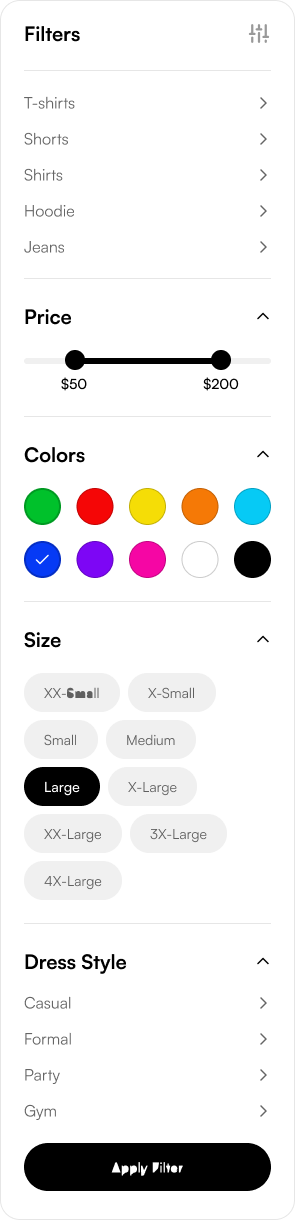 Filters
T-shirts
Shorts
Shirts
Hoodie
Jeans
Price
$50 $200
Colors
Size
XX-Small X-Small
Small Medium
Large X-Large
XX-Large 3X-Large
4X-Large
Dress Style
Casual
Formal
Party
Gym
Apply Filter